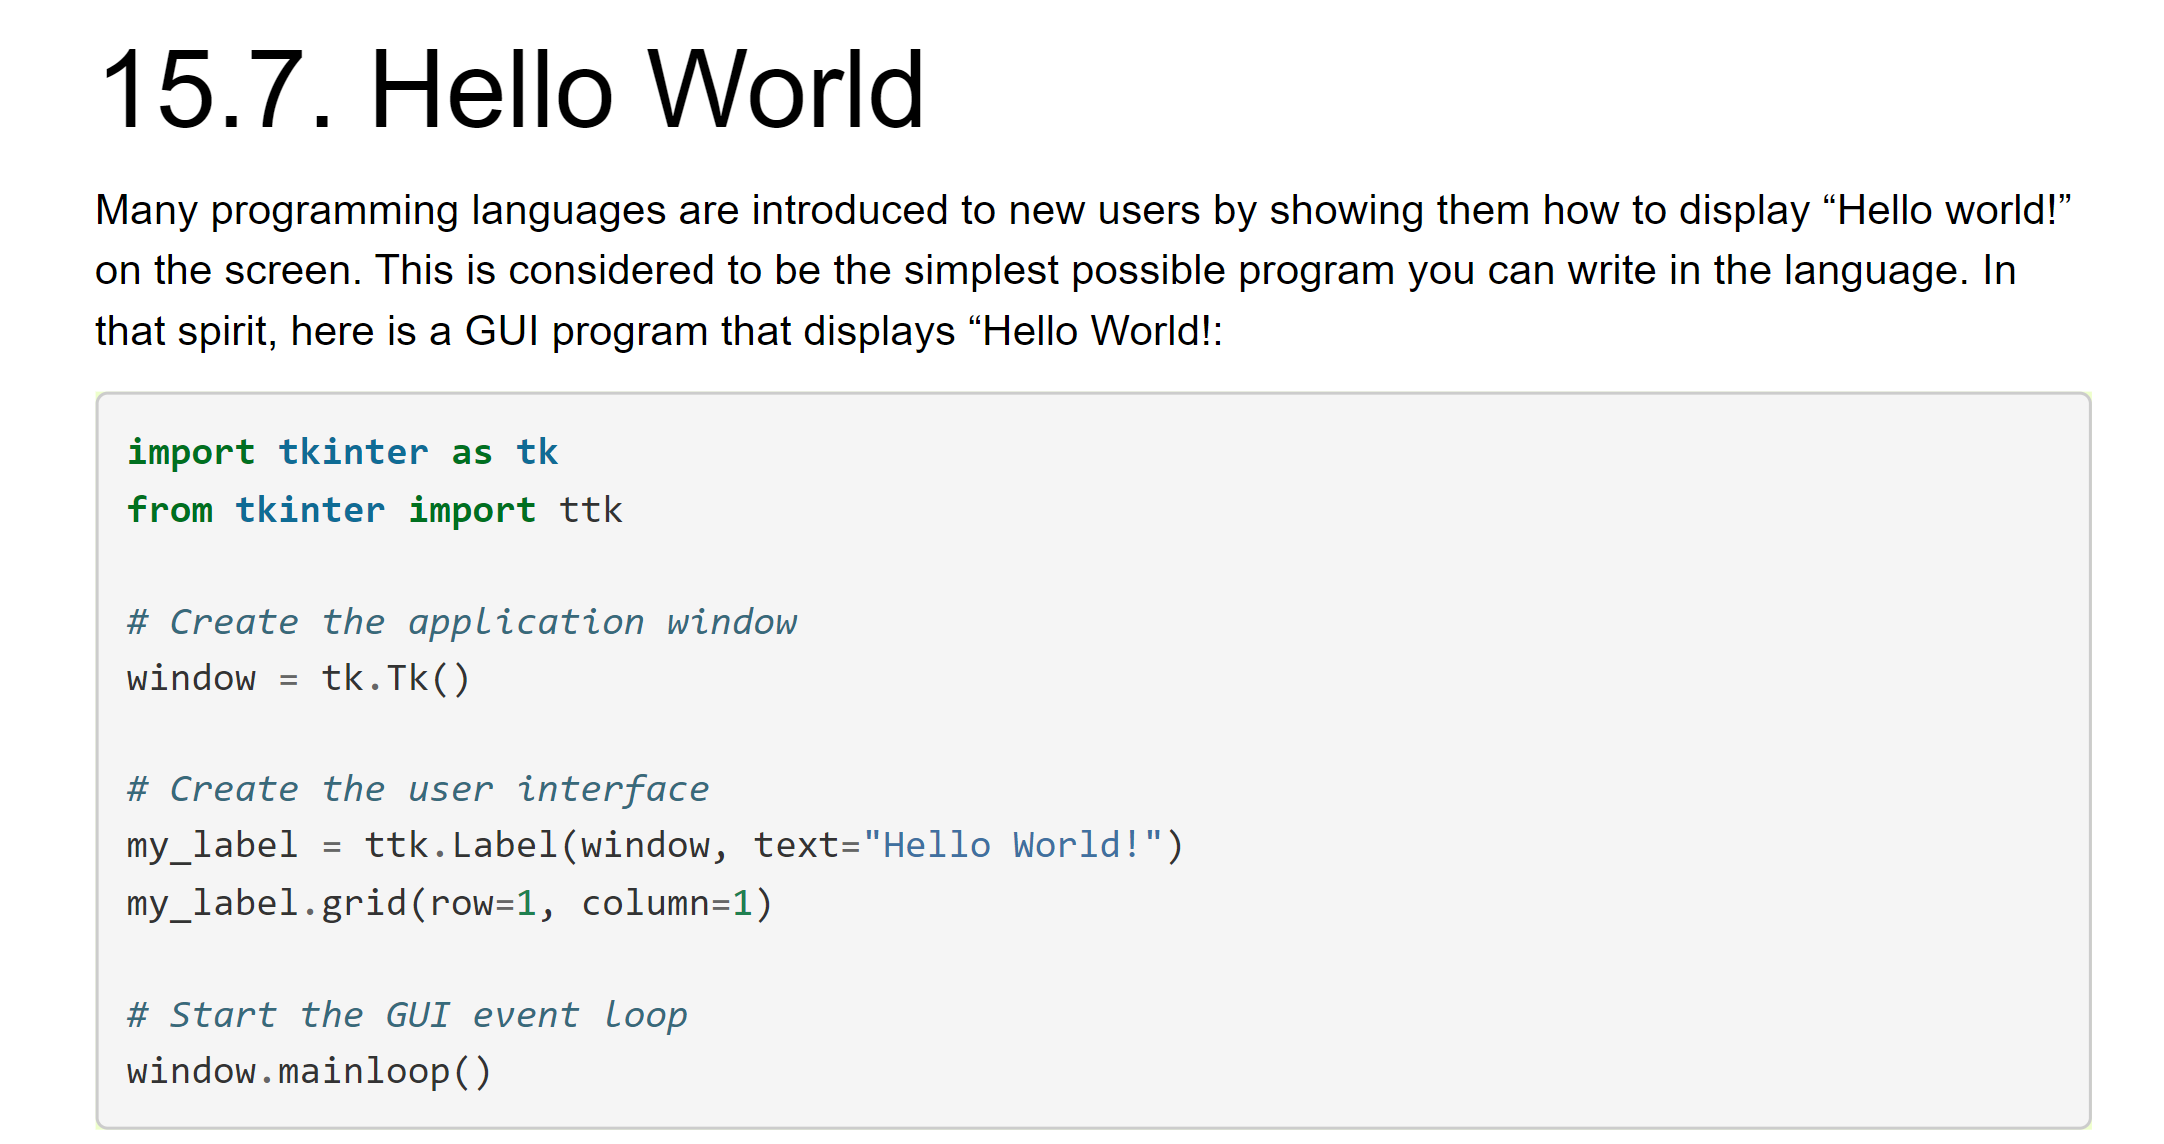 15.7. Hello World
Many programming languages are introduced to new users by showing them how to display “Hello world!”
on the screen. This is considered to be the simplest possible program you can write in the language. In
that spirit, here is a GUI program that displays “Hello World!:
import tkinter as tk
from tkinter import ttk
# Create the application window
window = tk.Tk()
# Create the user interface
my_label = ttk.Label(window, text="Hello World!")
my_label.grid(row=1, column=1)
# Start the GUI event loop
window.mainloop()